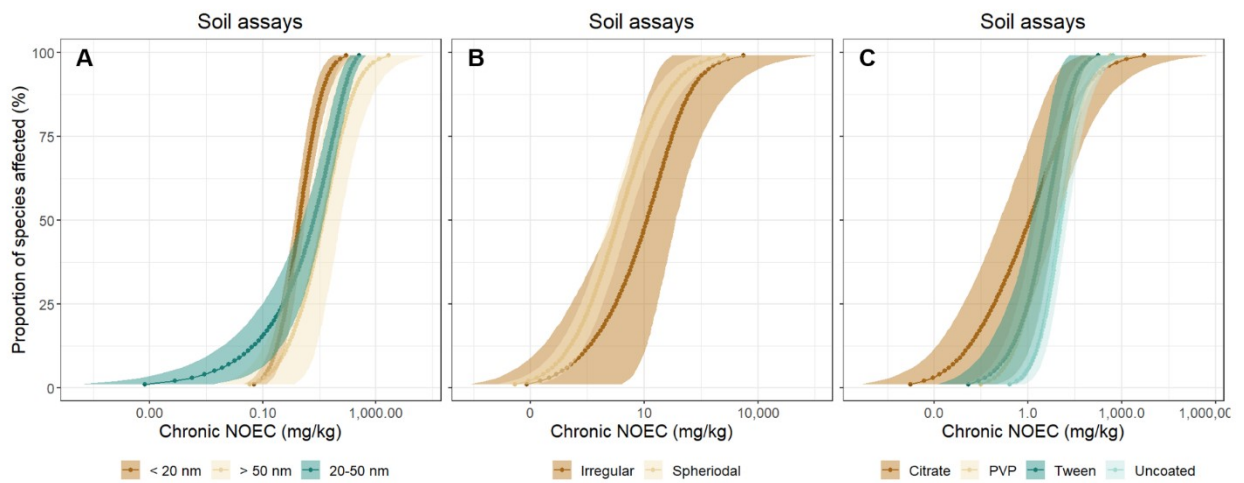 Soil assays
Soil assays
Soil assays
A
B
C
Proportion of species affected (%)
100
75
50
25
0
0.00 0.10 1,000.00
0 10 10,000
0.0 1.0 1,000.0 1,000,00
Chronic NOEC (mg/kg)
Chronic NOEC (mg/kg)
Chronic NOEC (mg/kg)
< 20 nm > 50 nm 20-50 nm
Irregular Spheriodal
Citrate PVP Tween Uncoated